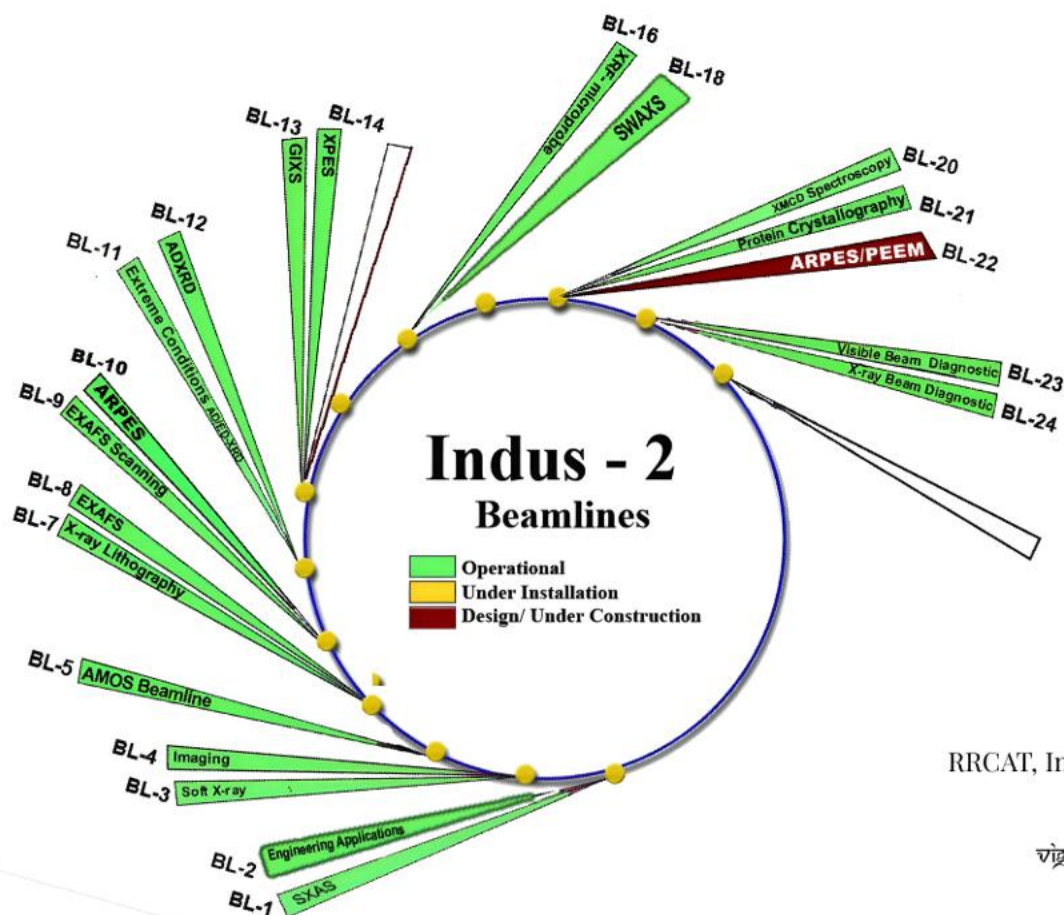 BL-16
XRF- microprobe
BL-18
SWAXS
BL-13
GIXS
BL-14
XPES
BL-20
XMCD Spectroscopy
BL-21
Protein Crystallography
BL-22
ARPES/PEEM
BL-12
ADXRD
BL-11
Extreme Conditions AD/ED-XRD
BL-23
Visible Beam Diagnostic
BL-24
X-ray Beam Diagnostic
BL-10
ARPES
BL-9
EXAFS Scanning
BL-8
EXAFS
BL-7
X-ray Lithography
Indus - 2
Beamlines
Operational
Under Installation
Design/ Under Construction
BL-5
AMOS Beamline
BL-4
Imaging
BL-3
Soft X-ray
BL-2
Engineering Applications
BL-1
SXAS
RRCAT, In